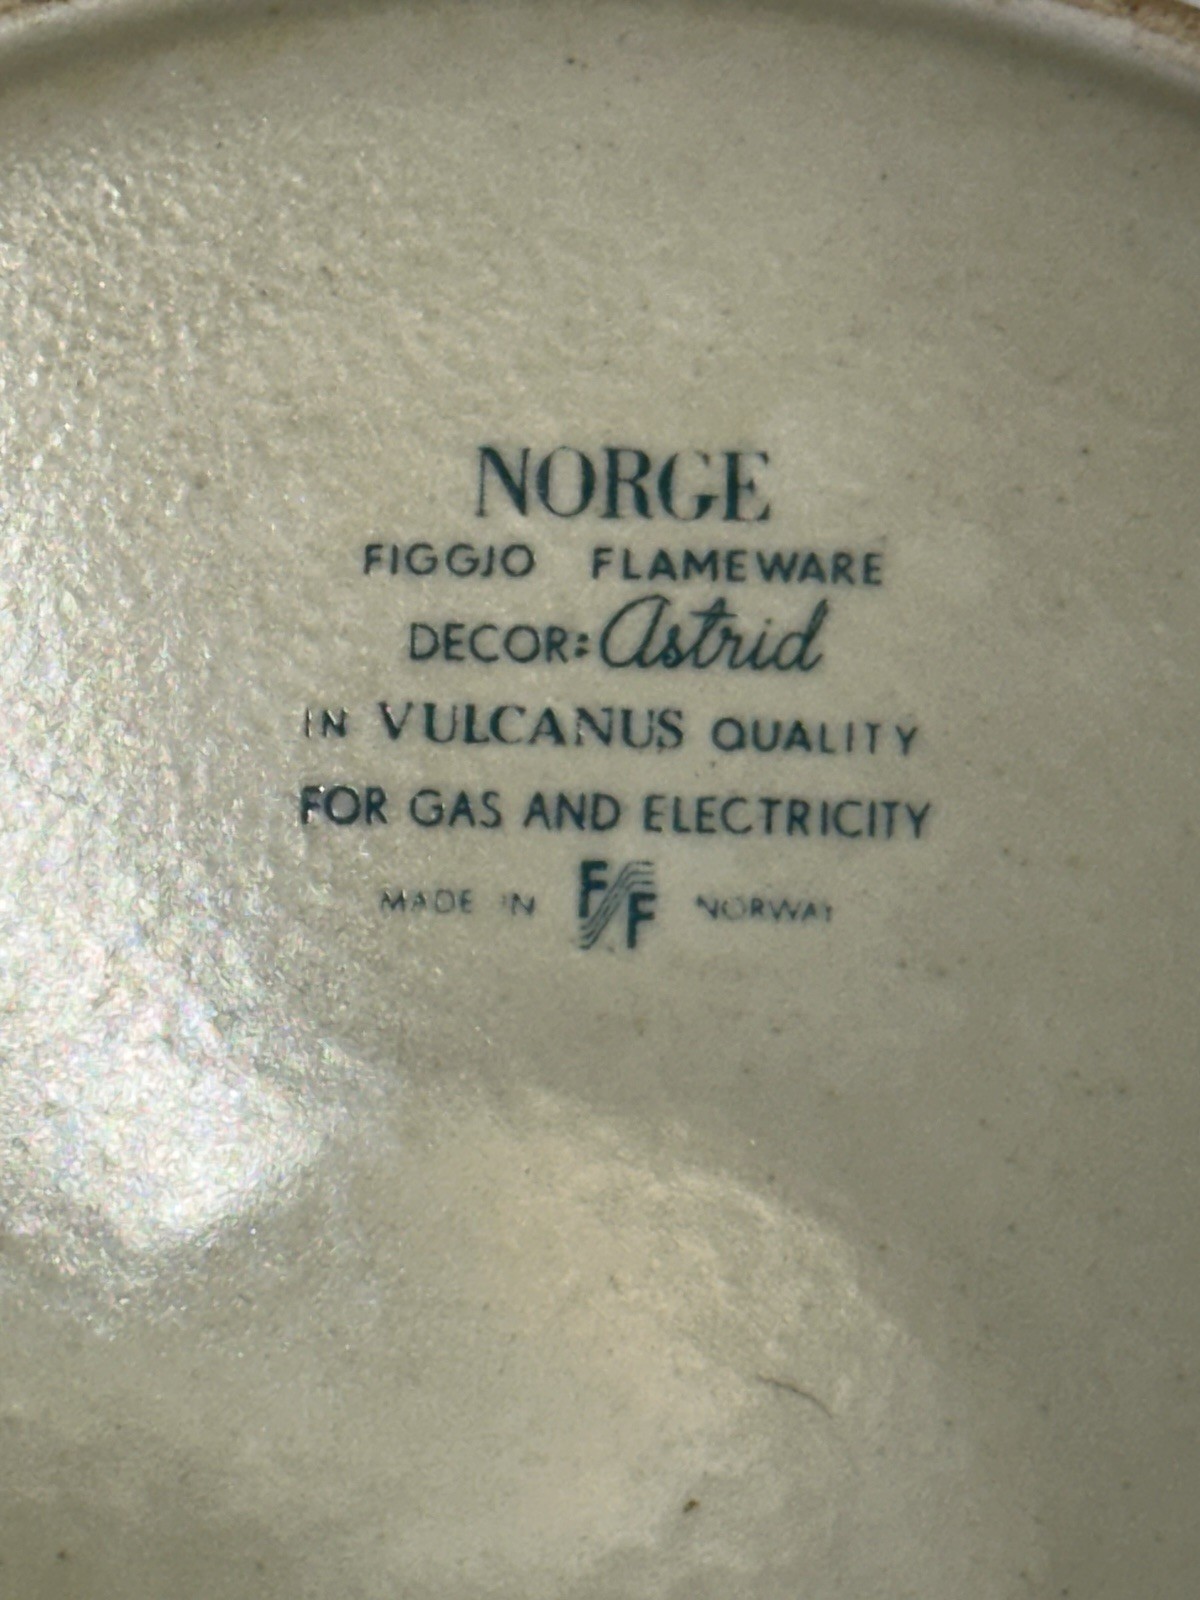 NORGE
FIGGJO FLAMEWARE
DECOR: Astrid
IN VULCANUS QUALITY
FOR GAS AND ELECTRICITY
MADE IN F/F NORWAY